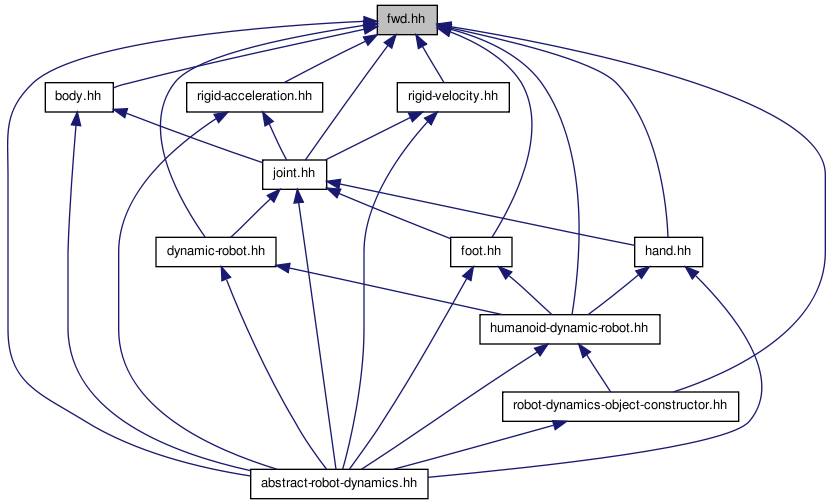 fwd.hh
body.hh
rigid-acceleration.hh
rigid-velocity.hh
joint.hh
dynamic-robot.hh
foot.hh
hand.hh
humanoid-dynamic-robot.hh
robot-dynamics-object-constructor.hh
abstract-robot-dynamics.hh